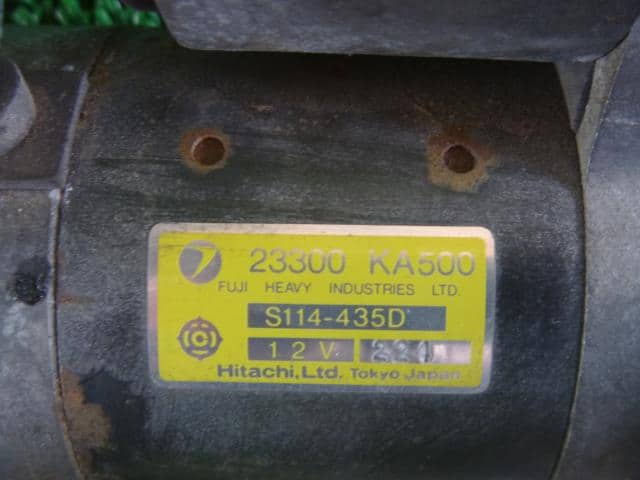 23300 KA500
FUJI HEAVY INDUSTRIES LTD.
S114-435D
12V
Hitachi, Ltd. Tokyo Japan